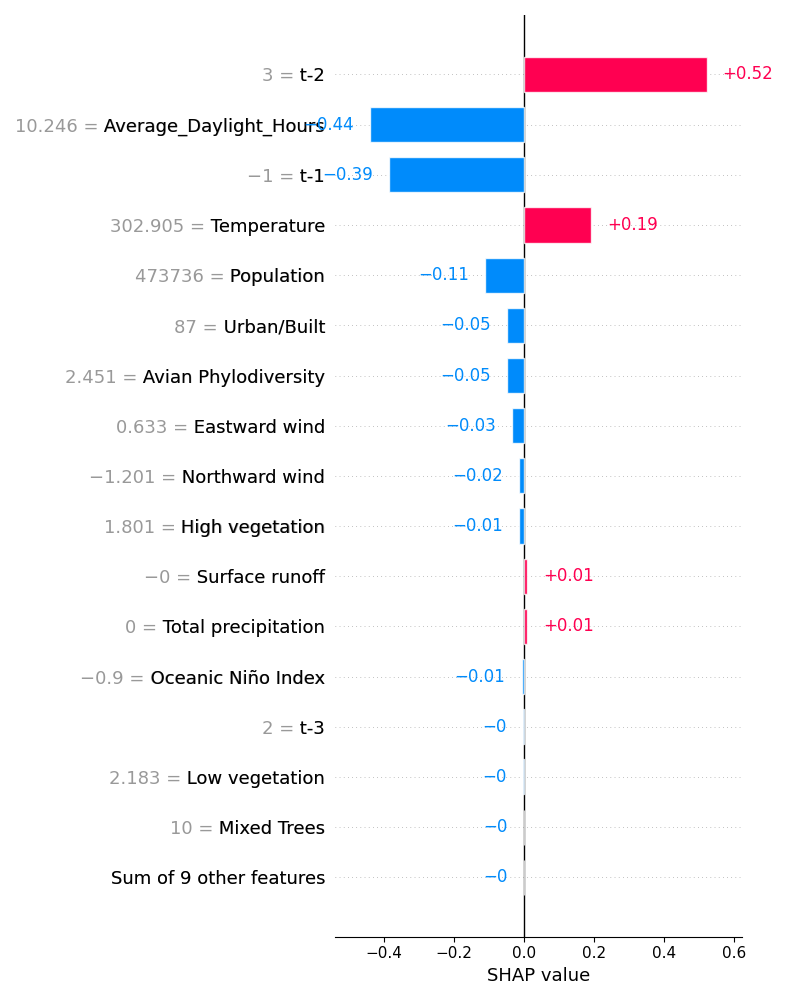 3 = t-2 +0.52
10.246 = Average_Daylight_Hours −0.44
−1 = t-1 −0.39
302.905 = Temperature +0.19
473736 = Population −0.11
87 = Urban/Built −0.05
2.451 = Avian Phylodiversity −0.05
0.633 = Eastward wind −0.03
−1.201 = Northward wind −0.02
1.801 = High vegetation −0.01
−0 = Surface runoff +0.01
0 = Total precipitation +0.01
−0.9 = Oceanic Niño Index −0.01
2 = t-3 −0
2.183 = Low vegetation −0
10 = Mixed Trees −0
Sum of 9 other features −0
−0.4 −0.2 0.0 0.2 0.4 0.6
SHAP value